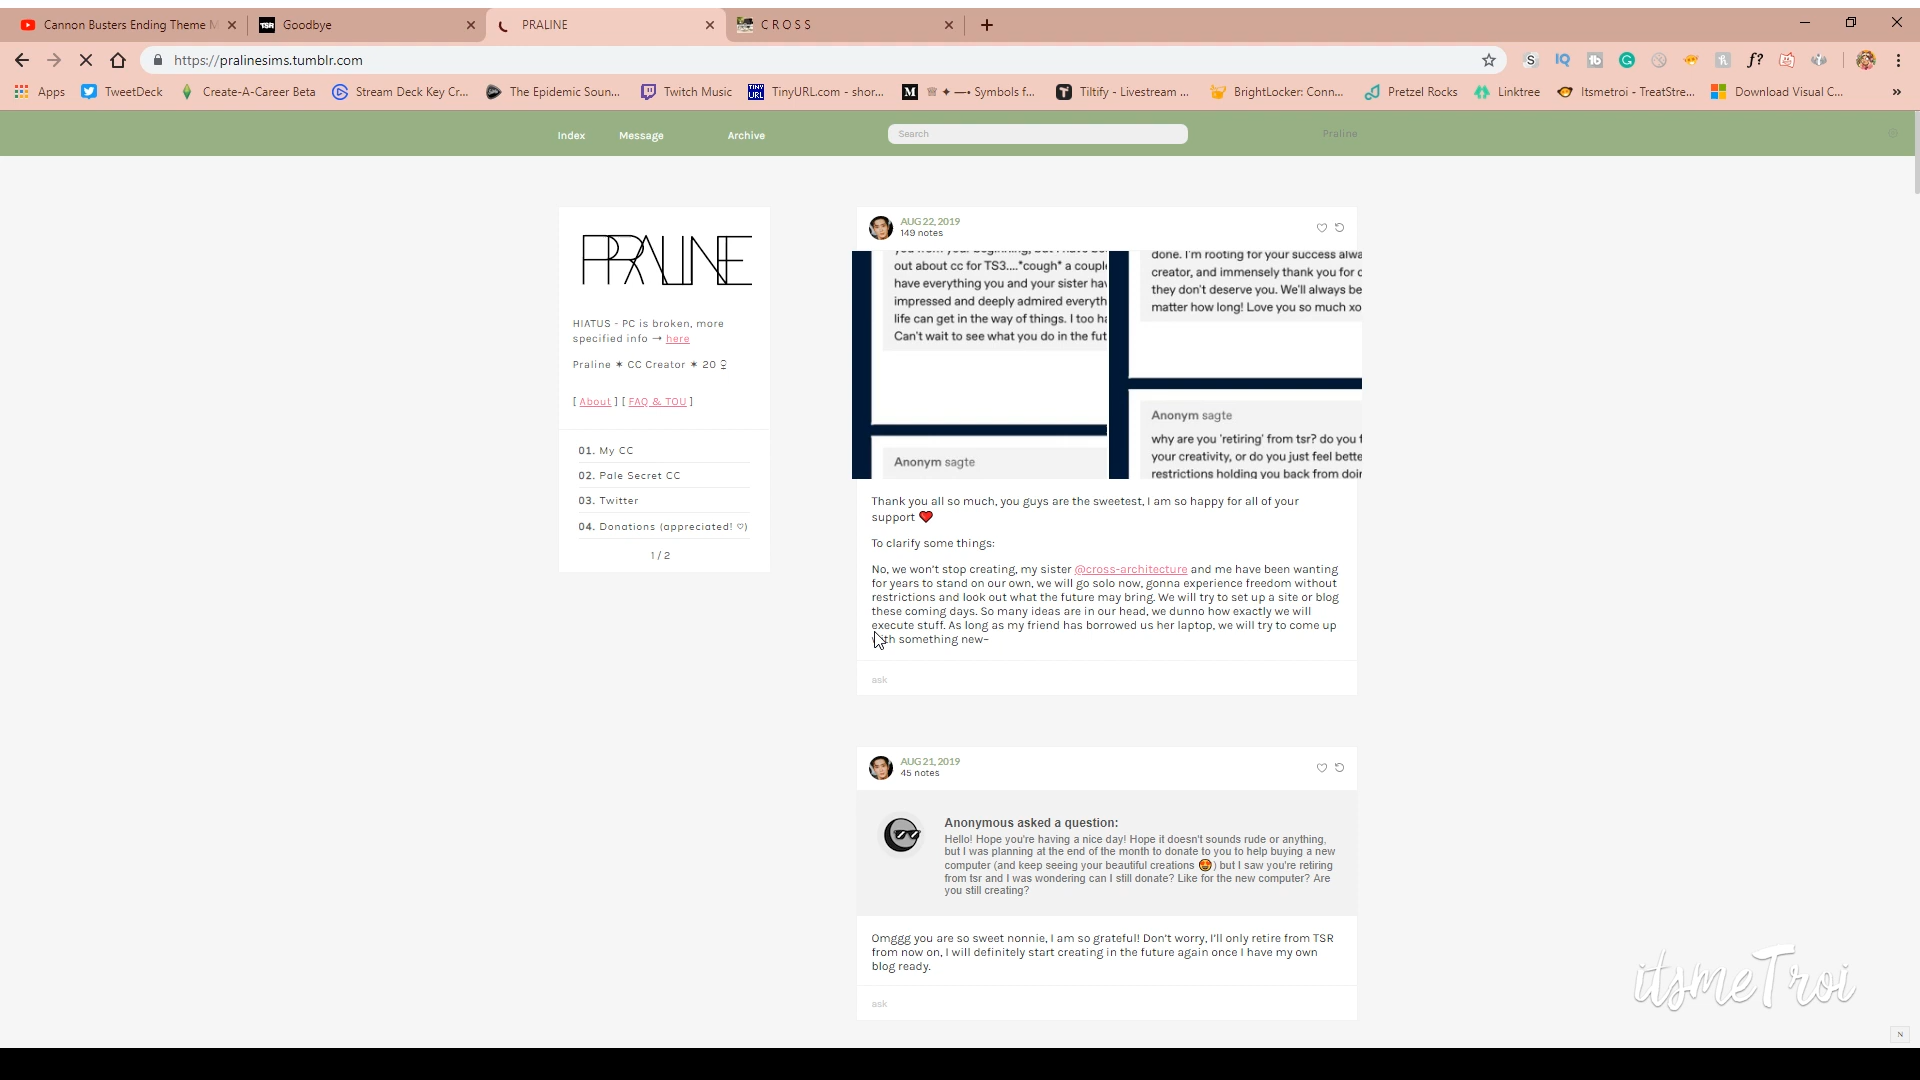 Cannon Busters Ending Theme M
Goodbye
PRALINE
C R O S S
https://pralinesims.tumblr.com
Apps
TweetDeck
Create-A-Career Beta
Stream Deck Key Cr...
The Epidemic Soun...
Twitch Music
TinyURL.com - shor...
♕ ✦ —• Symbols f...
Tiltify - Livestream ...
BrightLocker: Conn...
Pretzel Rocks
Linktree
Itsmetroi - TreatStre...
Download Visual C...
»
Index
Message
Archive
Search
Praline
PRALINE
HIATUS - PC is broken, more
specified info → here
Praline ✶ CC Creator ✶ 20 ♀
[ About ] [ FAQ & TOU ]
01. My CC
02. Pale Secret CC
03. Twitter
04. Donations (appreciated! ♡)
1 / 2
AUG 22, 2019
149 notes
out about cc for TS3....*cough* a coupl
have everything you and your sister hav
impressed and deeply admired everyth
life can get in the way of things. I too ha
Can't wait to see what you do in the fut
Anonym sagte
done. I'm rooting for your success alwa
creator, and immensely thank you for c
they don't deserve you. We'll always be
matter how long! Love you so much xo
Anonym sagte
why are you 'retiring' from tsr? do you f
your creativity, or do you just feel bette
restrictions holding you back from doir
Thank you all so much, you guys are the sweetest, I am so happy for all of your
support ❤
To clarify some things:
No, we won't stop creating, my sister @cross-architecture and me have been wanting
for years to stand on our own, we will go solo now, gonna experience freedom without
restrictions and look out what the future may bring. We will try to set up a site or blog
these coming days. So many ideas are in our head, we dunno how exactly we will
execute stuff. As long as my friend has borrowed us her laptop, we will try to come up
with something new~
ask
AUG 21, 2019
45 notes
Anonymous asked a question:
Hello! Hope you're having a nice day! Hope it doesn't sounds rude or anything,
but I was planning at the end of the month to donate to you to help buying a new
computer (and keep seeing your beautiful creations 🤩) but I saw you're retiring
from tsr and I was wondering can I still donate? Like for the new computer? Are
you still creating?
Omggg you are so sweet nonnie, I am so grateful! Don't worry, I'll only retire from TSR
from now on, I will definitely start creating in the future again once I have my own
blog ready.
ask
itsmeTroi
N